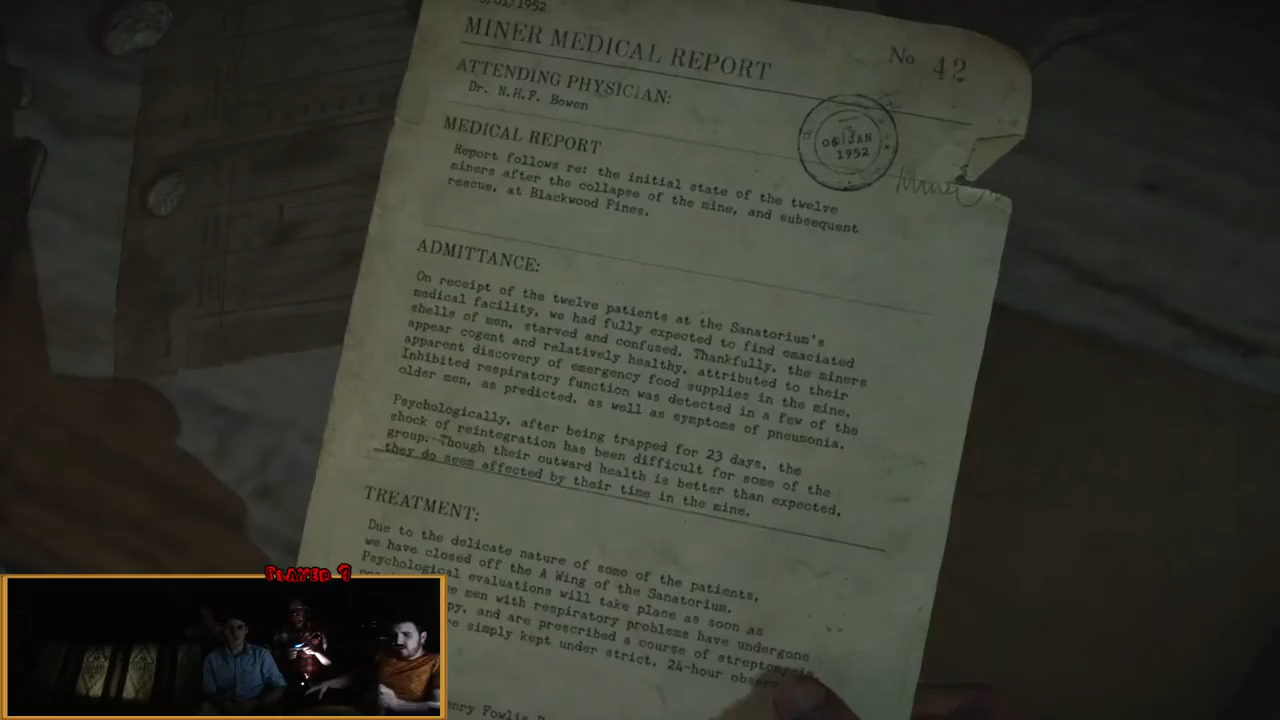 /01/1952
MINER MEDICAL REPORT
No 42
ATTENDING PHYSICIAN:
Dr. N.H.F. Bowen
06 JAN
1952
MEDICAL REPORT
Miner
Report follows re: the initial state of the twelve
miners after the collapse of the mine, and subsequent
rescue, at Blackwood Pines.
ADMITTANCE:
On receipt of the twelve patients at the Sanatorium's
medical facility, we had fully expected to find emaciated
shells of men, starved and confused. Thankfully, the miners
appear cogent and relatively healthy, attributed to their
apparent discovery of emergency food supplies in the mine.
Inhibited respiratory function was detected in a few of the
older men, as predicted, as well as symptoms of pneumonia.
Psychologically, after being trapped for 23 days, the
shock of reintegration has been difficult for some of the
group. Though their outward health is better than expected,
they do seem affected by their time in the mine.
TREATMENT:
Due to the delicate nature of some of the patients,
we have closed off the A Wing of the Sanatorium.
Psychological evaluations will take place as soon as
men with respiratory problems have undergone
py, and are prescribed a course of streptomycin.
simply kept under strict, 24-hour observ
enry Fowlis
PLAYER ?